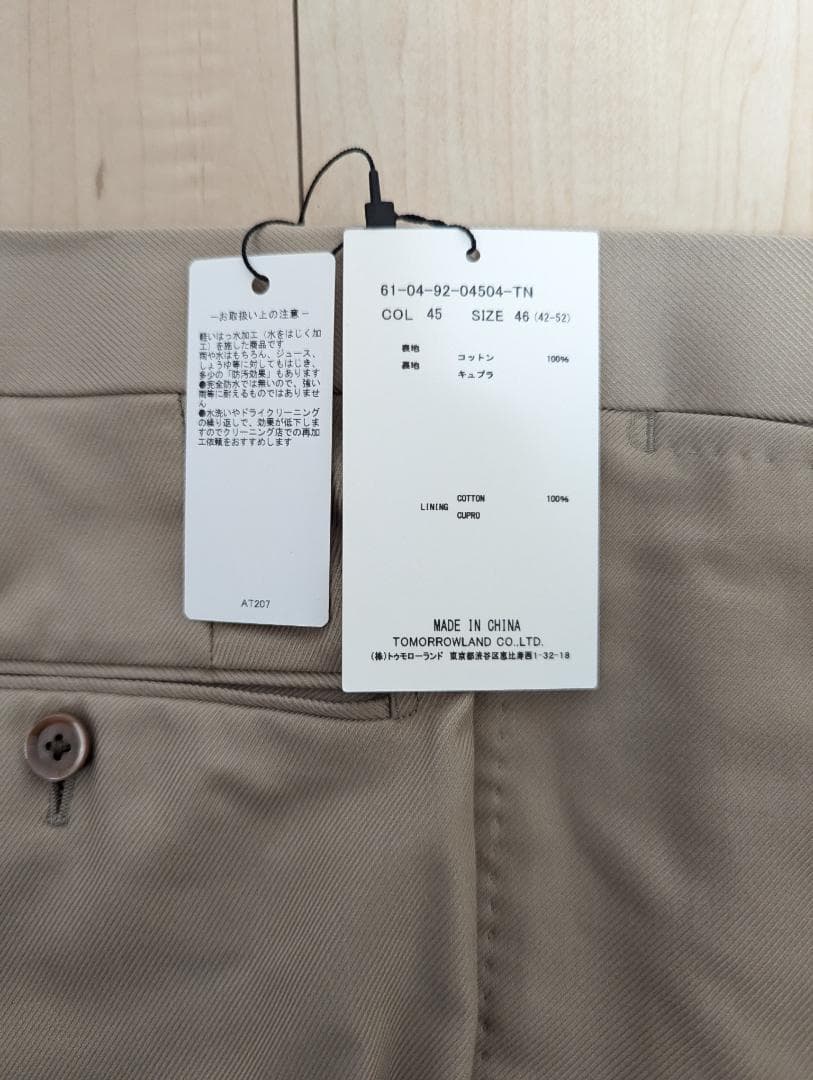 －お取扱い上の注意－
軽いはっ水加工（水をはじく加
工）を施した商品です
雨や水はもちろん、ジュース、
しょうゆ等に対してもはじき、
多少の「防汚効果」もあります
●完全防水では無いので、強い
雨等に耐えるものではありませ
ん
●水洗いやドライクリーニング
の繰り返しで、効果が低下しま
すのでクリーニング店での再加
工依頼をおすすめします
AT207
61-04-92-04504-TN
COL 45 SIZE 46 (42-52)
表地 コットン 100%
裏地 キュプラ
COTTON 100%
LINING CUPRO
MADE IN CHINA
TOMORROWLAND CO.,LTD.
(株)トゥモローランド 東京都渋谷区恵比寿西1-32-18